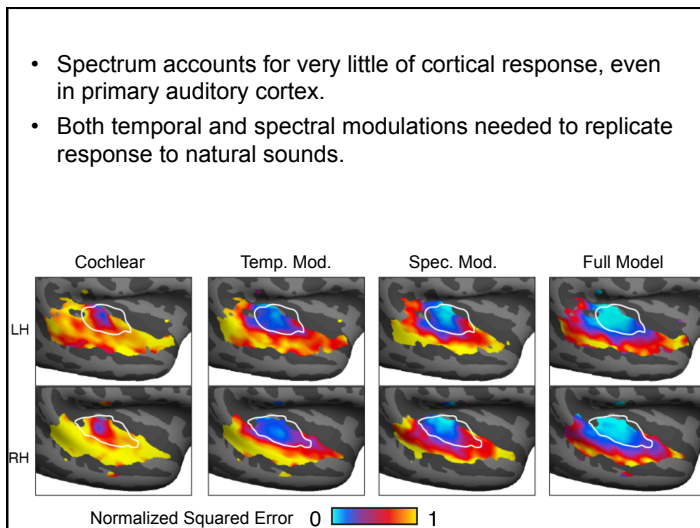 • Spectrum accounts for very little of cortical response, even
in primary auditory cortex.
• Both temporal and spectral modulations needed to replicate
response to natural sounds.
Cochlear Temp. Mod. Spec. Mod. Full Model
LH
RH
Normalized Squared Error 0 1